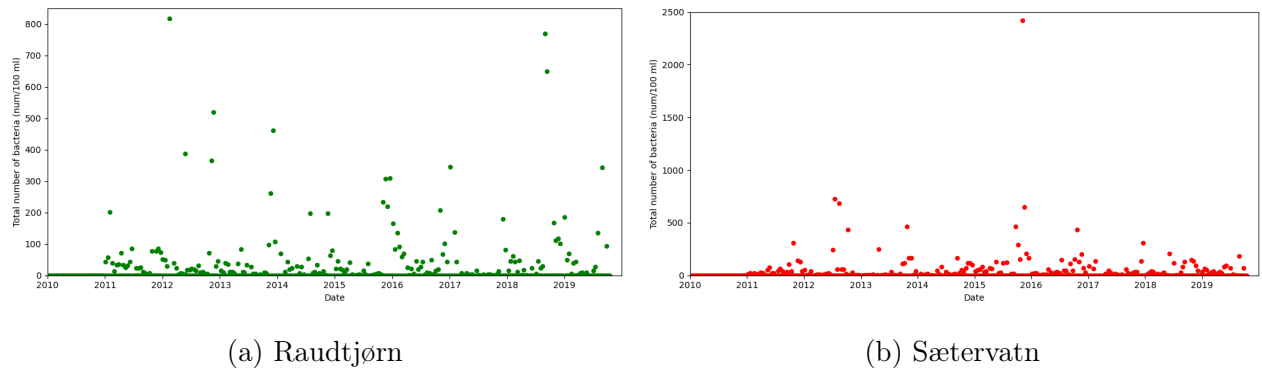 Total number of bacteria (num/100 ml)
800
700
600
500
400
300
200
100
0
2010 2011 2012 2013 2014 2015 2016 2017 2018 2019
Date
(a) Raudtjørn
Total number of bacteria (num/100 ml)
2500
2000
1500
1000
500
0
2010 2011 2012 2013 2014 2015 2016 2017 2018 2019
Date
(b) Sætervatn